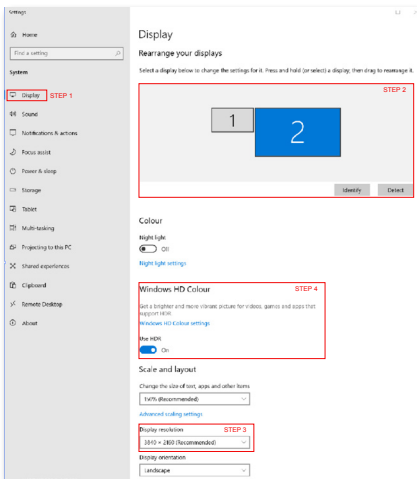 Settings
Home
Find a setting
System
Display STEP 1
Sound
Notifications & actions
Focus assist
Power & sleep
Storage
Tablet
Multi-tasking
Projecting to this PC
Shared experiences
Clipboard
Remote Desktop
About
Display
Rearrange your displays
Select a display below to change the settings for it. Press and hold (or select) a display, then drag to rearrange it.
STEP 2
1
2
Identify Detect
Colour
Night light
Off
Night light settings
Windows HD Colour STEP 4
Get a brighter and more vibrant picture for videos, games and apps that
support HDR.
Windows HD Colour settings
Use HDR
On
Scale and layout
Change the size of text, apps and other items
150% (Recommended)
Advanced scaling settings
Display resolution STEP 3
3840 × 2160 (Recommended)
Display orientation
Landscape